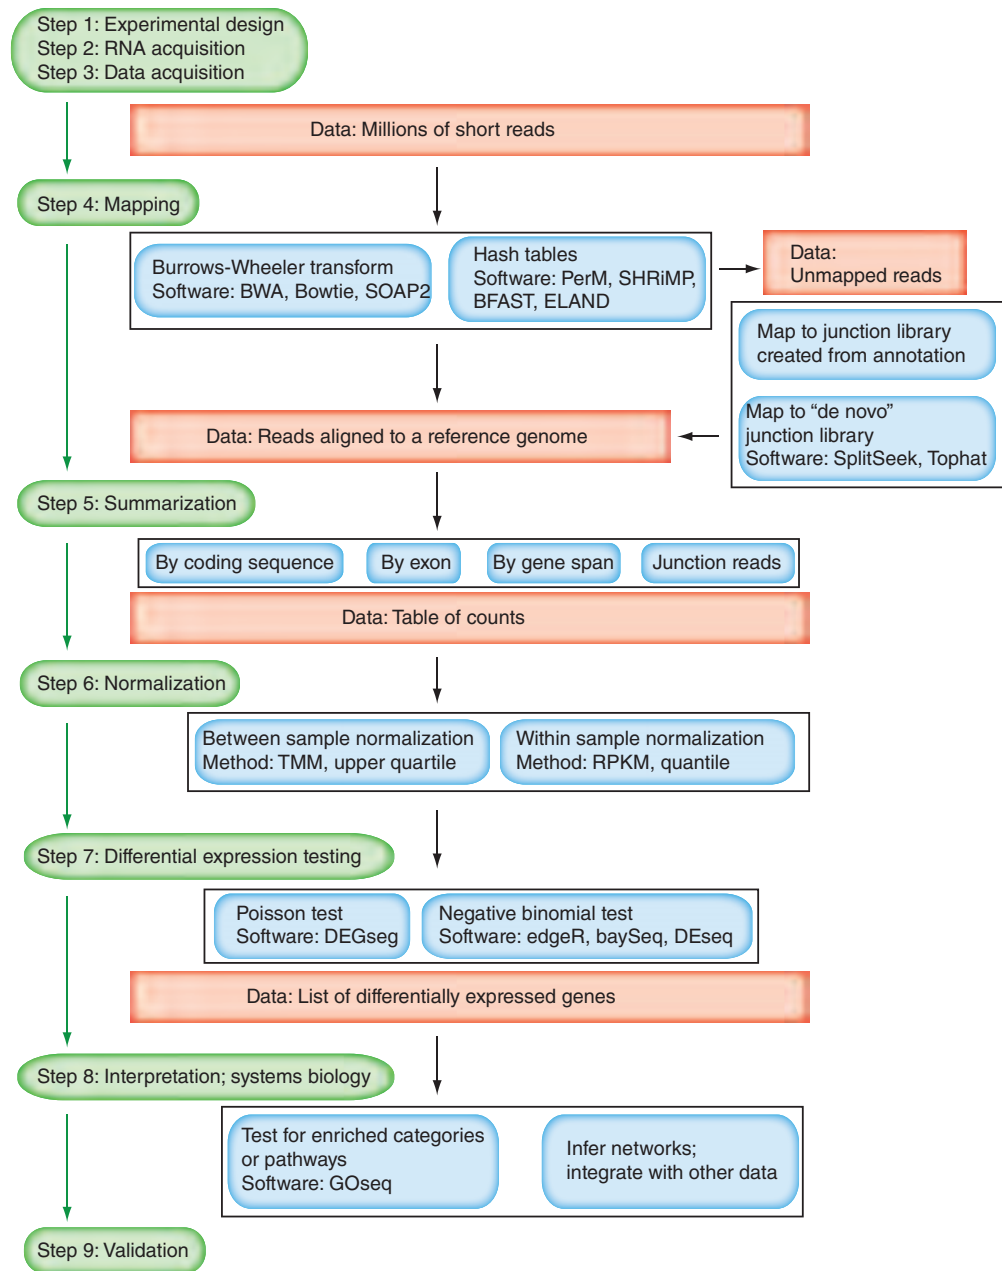 Step 1: Experimental design
Step 2: RNA acquisition
Step 3: Data acquisition
Data: Millions of short reads
Step 4: Mapping
Burrows-Wheeler transform
Software: BWA, Bowtie, SOAP2
Hash tables
Software: PerM, SHRiMP,
BFAST, ELAND
Data:
Unmapped reads
Map to junction library
created from annotation
Map to “de novo”
junction library
Software: SplitSeek, Tophat
Data: Reads aligned to a reference genome
Step 5: Summarization
By coding sequence
By exon
By gene span
Junction reads
Data: Table of counts
Step 6: Normalization
Between sample normalization
Method: TMM, upper quartile
Within sample normalization
Method: RPKM, quantile
Step 7: Differential expression testing
Poisson test
Software: DEGseg
Negative binomial test
Software: edgeR, baySeq, DEseq
Data: List of differentially expressed genes
Step 8: Interpretation; systems biology
Test for enriched categories
or pathways
Software: GOseq
Infer networks;
integrate with other data
Step 9: Validation